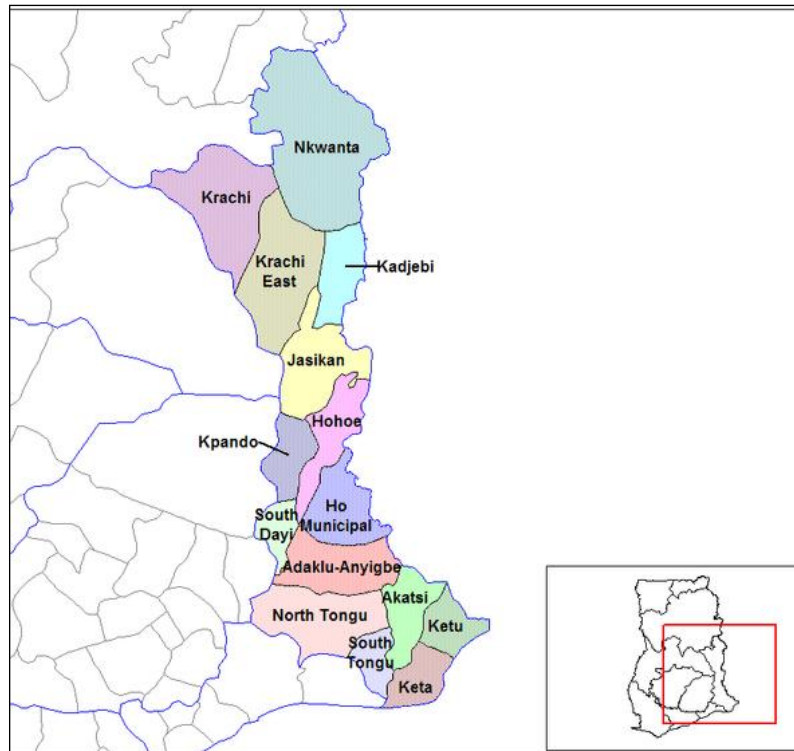 Nkwanta
Krachi
Krachi
East
Kadjebi
Jasikan
Hohoe
Kpando
South
Dayi
Ho
Municipal
Adaklu-Anyigbe
Akatsi
North Tongu
Ketu
South
Tongu
Keta